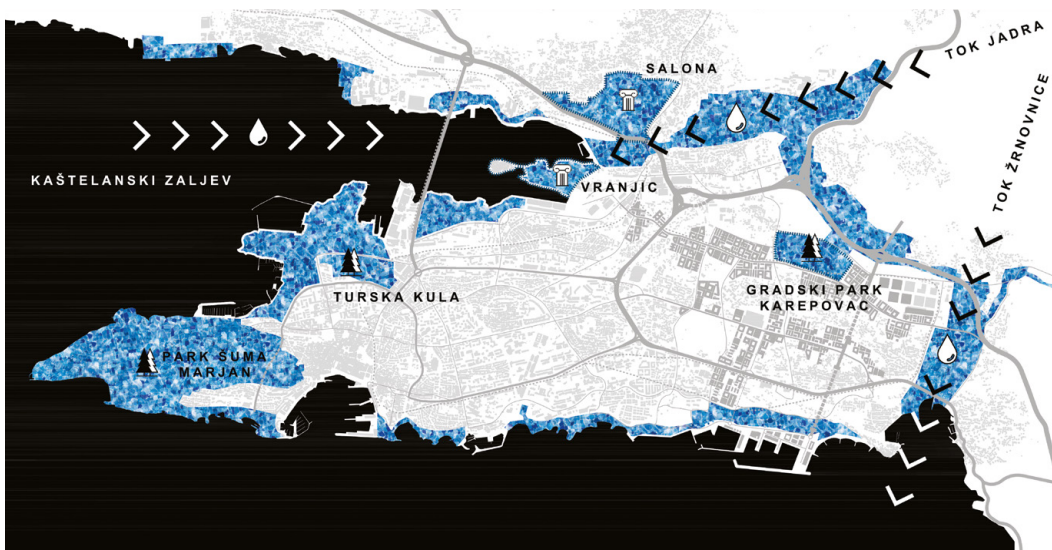 SALONA
TOK JADRA
TOK ŽRNOVNICE
KAŠTELANSKI ZALJEV
VRANJIC
TURSKA KULA
GRADSKI PARK
KAREPOVAC
PARK ŠUMA
MARJAN